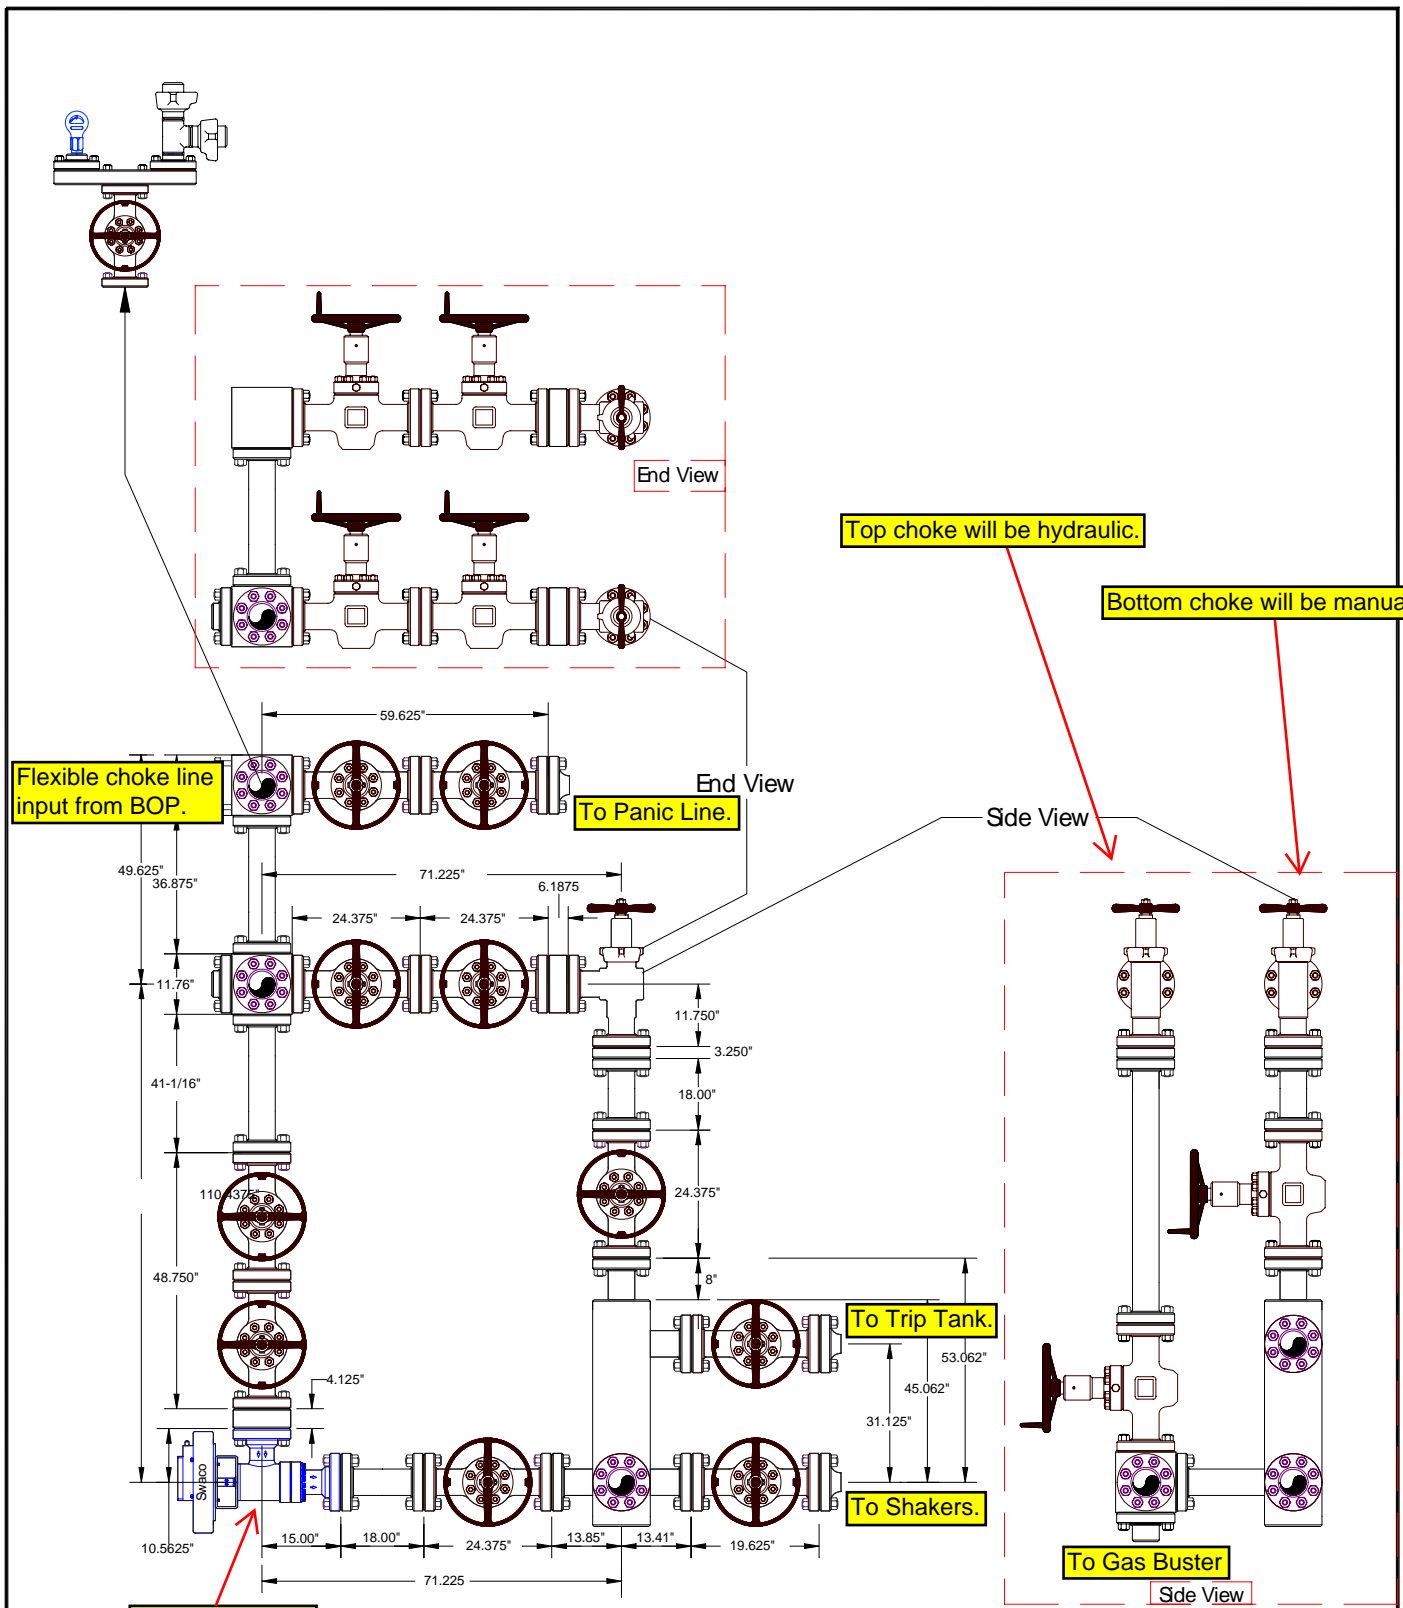 End View
Top choke will be hydraulic.
Bottom choke will be manua
59.625"
Flexible choke line
input from BOP.
End View
To Panic Line.
Side View
49.625"
36.875"
71.225"
6.1875
24.375"
24.375"
11.76"
11.750"
3.250"
18.00"
41-1/16"
110.4375"
24.375"
48.750"
8"
To Trip Tank.
53.062"
45.062"
4.125"
31.125"
Swaco
To Shakers.
10.5625"
15.00"
18.00"
24.375"
13.85"
13.41"
19.625"
71.225
To Gas Buster
Side View